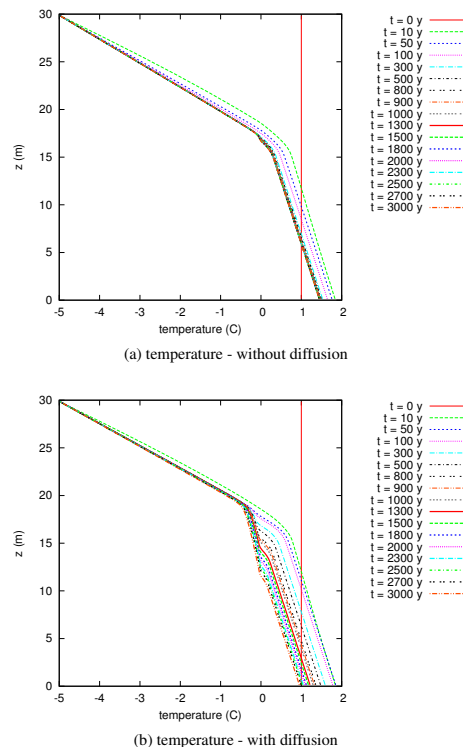 30
25
20
15
10
5
0
z (m)
-5 -4 -3 -2 -1 0 1 2
temperature (C)
t = 0 y
t = 10 y
t = 50 y
t = 100 y
t = 300 y
t = 500 y
t = 800 y
t = 900 y
t = 1000 y
t = 1300 y
t = 1500 y
t = 1800 y
t = 2000 y
t = 2300 y
t = 2500 y
t = 2700 y
t = 3000 y
(a) temperature - without diffusion
30
25
20
15
10
5
0
z (m)
-5 -4 -3 -2 -1 0 1 2
temperature (C)
t = 0 y
t = 10 y
t = 50 y
t = 100 y
t = 300 y
t = 500 y
t = 800 y
t = 900 y
t = 1000 y
t = 1300 y
t = 1500 y
t = 1800 y
t = 2000 y
t = 2300 y
t = 2500 y
t = 2700 y
t = 3000 y
(b) temperature - with diffusion